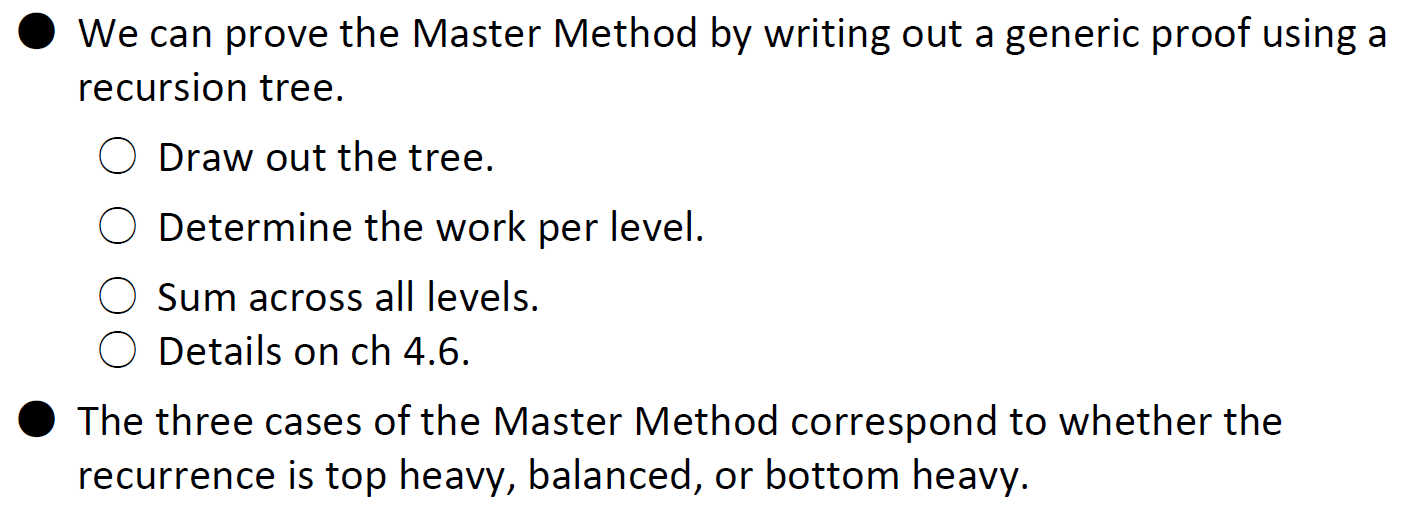 ● We can prove the Master Method by writing out a generic proof using a
recursion tree.
○ Draw out the tree.
○ Determine the work per level.
○ Sum across all levels.
○ Details on ch 4.6.
● The three cases of the Master Method correspond to whether the
recurrence is top heavy, balanced, or bottom heavy.